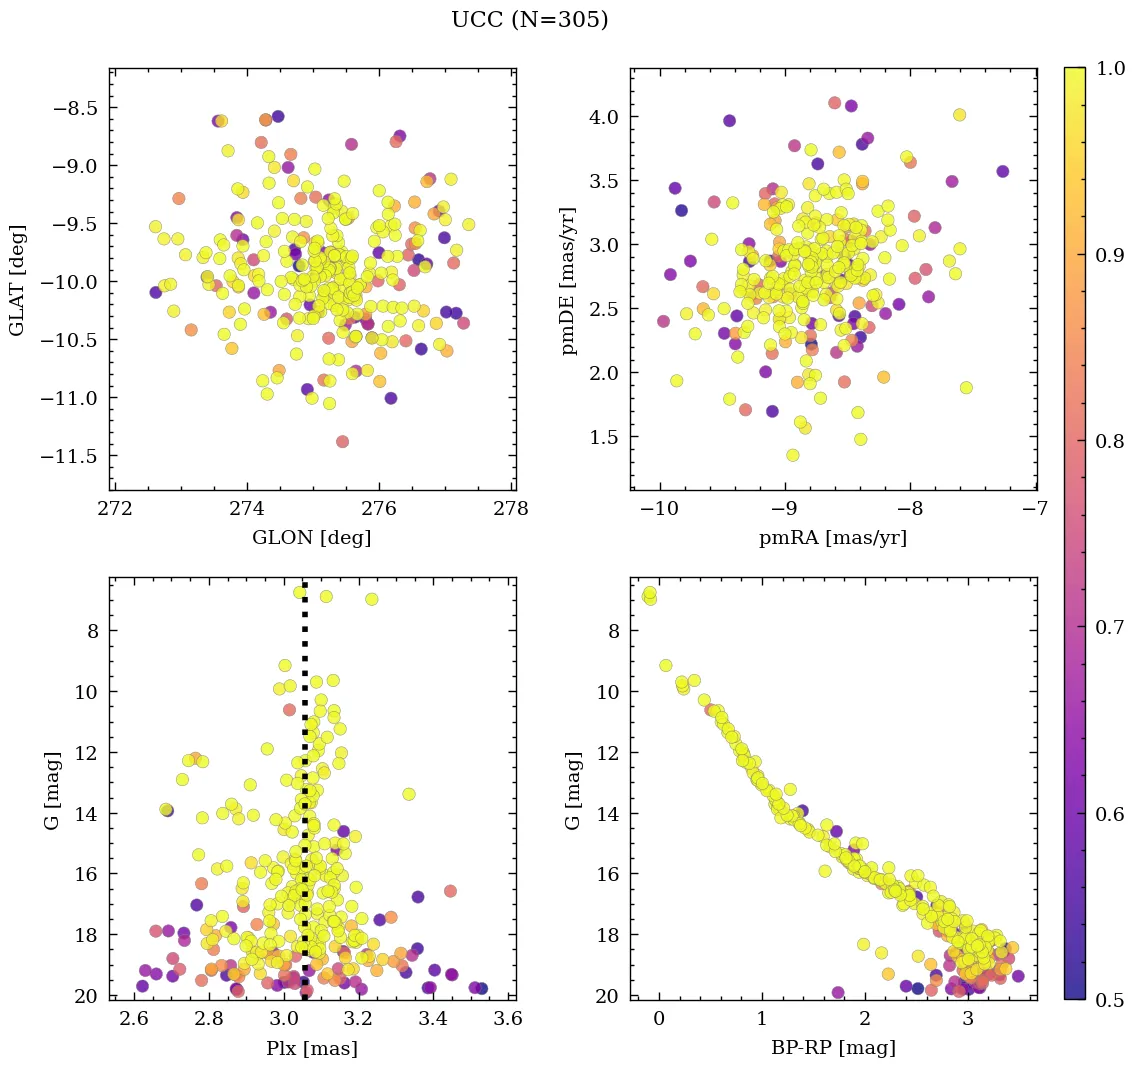 UCC (N=305)
−8.5
−9.0
−9.5
−10.0
−10.5
−11.0
−11.5
GLAT [deg]
272 274 276 278
GLON [deg]
4.0
3.5
3.0
2.5
2.0
1.5
pmDE [mas/yr]
−10 −9 −8 −7
pmRA [mas/yr]
8
10
12
14
16
18
20
G [mag]
2.6 2.8 3.0 3.2 3.4 3.6
Plx [mas]
8
10
12
14
16
18
20
G [mag]
0 1 2 3
BP-RP [mag]
1.0
0.9
0.8
0.7
0.6
0.5